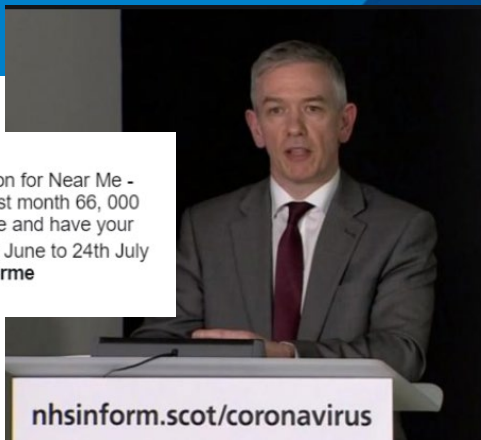 on for Near Me -
st month 66, 000
e and have your
June to 24th July
rme
nhsinform.scot/coronavirus